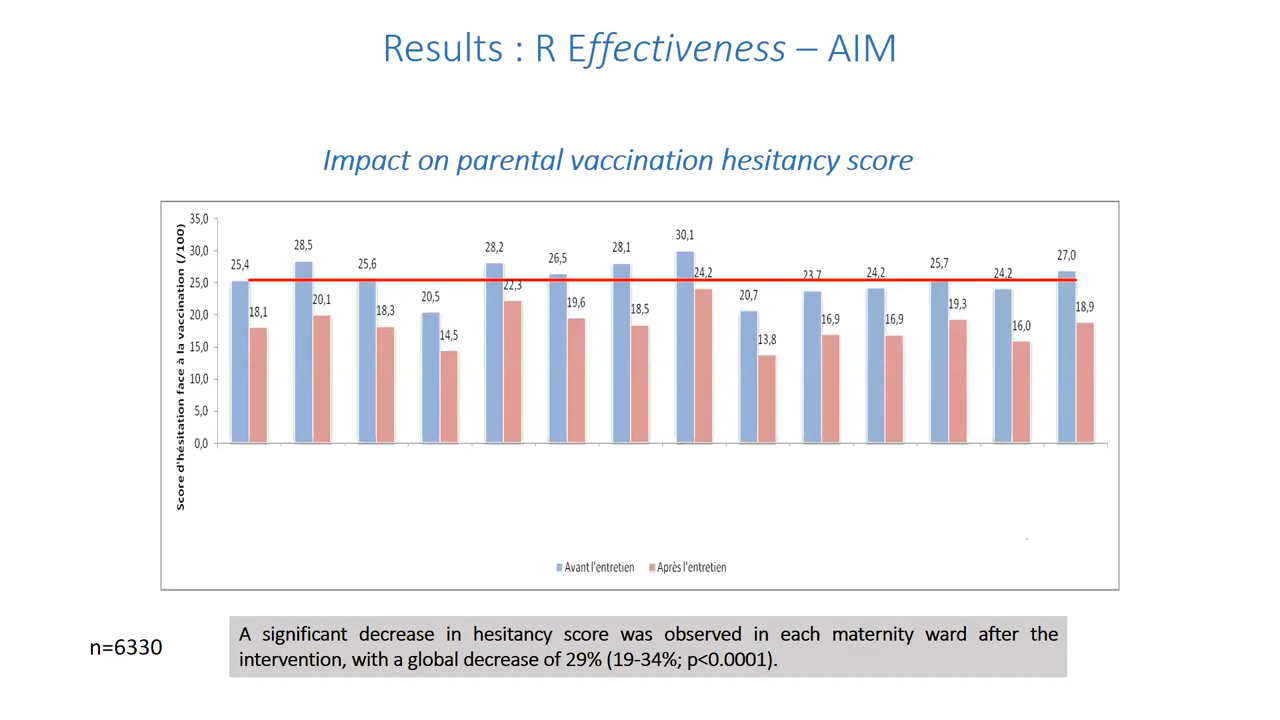 Results : R Effectiveness – AIM
Impact on parental vaccination hesitancy score
Score d'hésitation face à la vaccination (/100)
35,0
30,0
25,0
20,0
15,0
10,0
5,0
0,0
25,4 28,5 25,6 20,5 28,2 26,5 28,1 30,1 20,7 23,7 24,2 25,7 24,2 27,0
18,1 20,1 18,3 14,5 22,3 19,6 18,5 24,2 13,8 16,9 16,9 19,3 16,0 18,9
Avant l'entretien Après l'entretien
n=6330
A significant decrease in hesitancy score was observed in each maternity ward after the
intervention, with a global decrease of 29% (19-34%; p<0.0001).